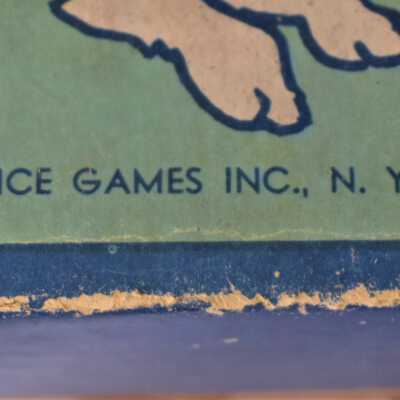 ICE GAMES INC., N. Y